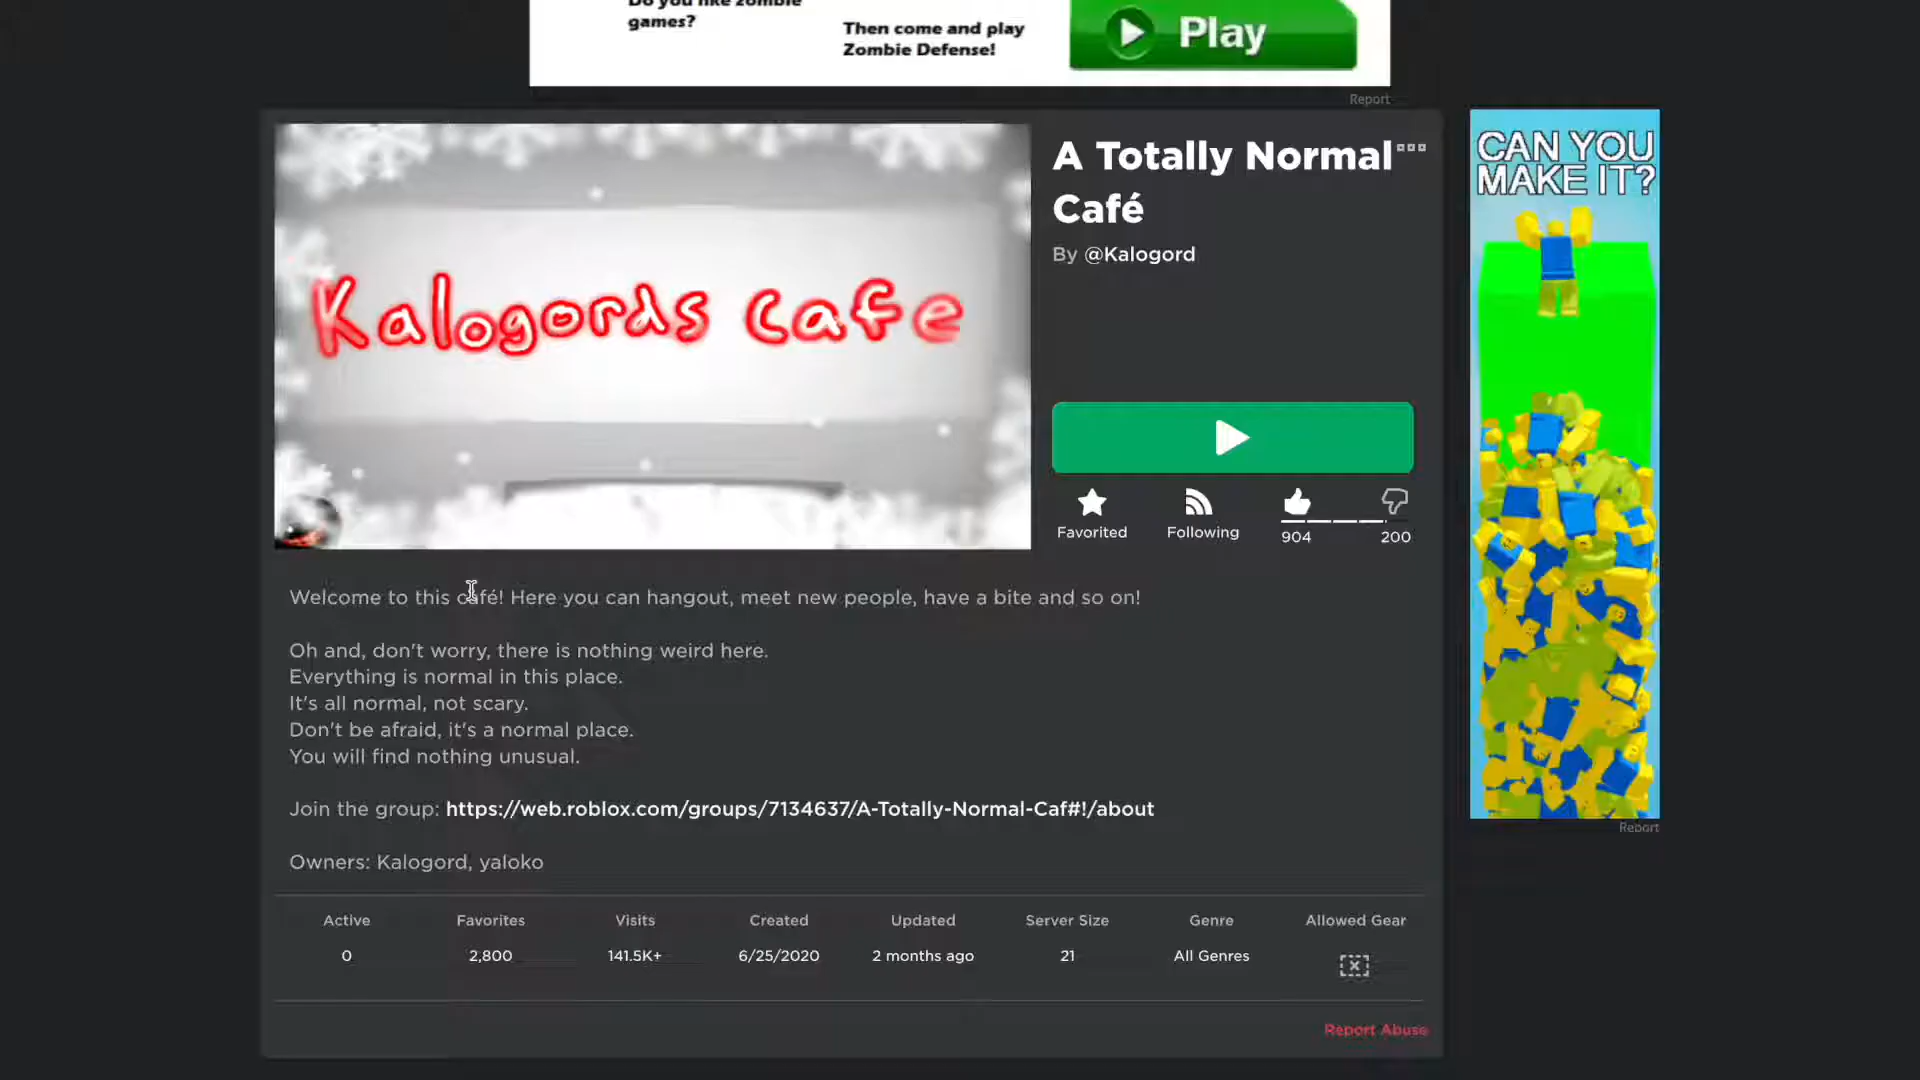 Do you like zombie
games?
Then come and play
Zombie Defense!
Play
Report
Kalogords Cafe
A Totally Normal
Café
By @Kalogord
CAN YOU
MAKE IT?
Favorited
Following
904
200
Welcome to this café! Here you can hangout, meet new people, have a bite and so on!
Oh and, don't worry, there is nothing weird here.
Everything is normal in this place.
It's all normal, not scary.
Don't be afraid, it's a normal place.
You will find nothing unusual.
Join the group: https://web.roblox.com/groups/7134637/A-Totally-Normal-Caf#!/about
Report
Owners: Kalogord, yaloko
Active Favorites Visits Created Updated Server Size Genre Allowed Gear
0 2,800 141.5K+ 6/25/2020 2 months ago 21 All Genres
Report Abuse